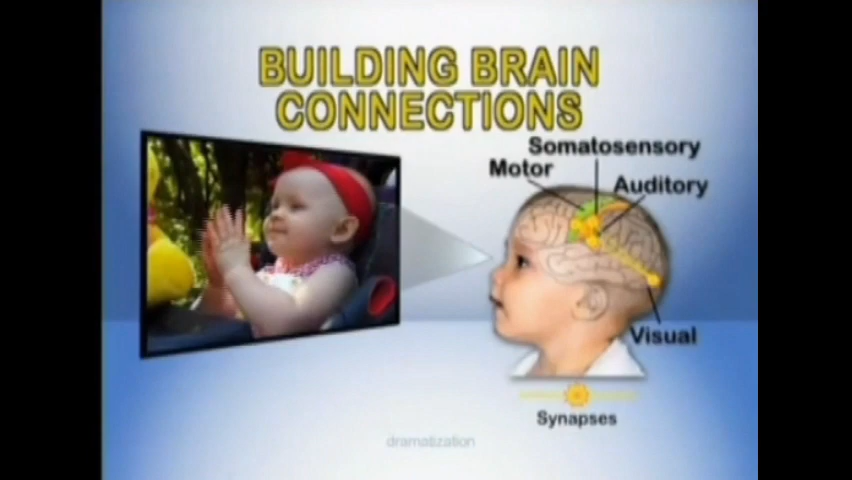 BUILDING BRAIN
CONNECTIONS
Somatosensory
Motor
Auditory
Visual
Synapses
dramatization